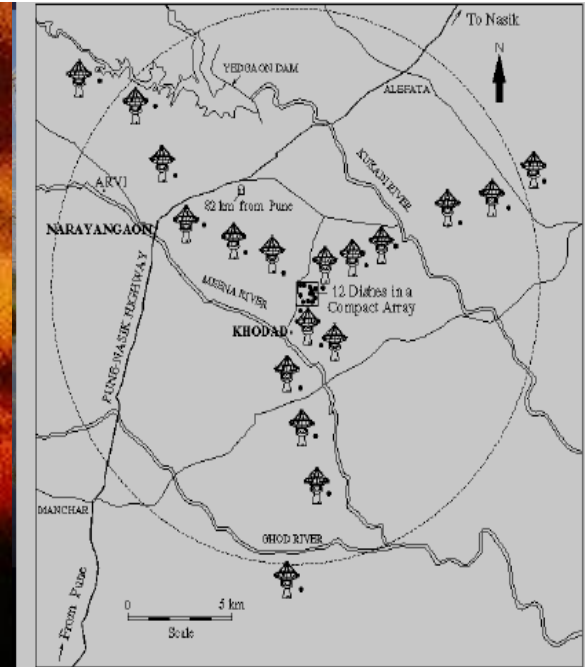 To Nasik
N
YEDGAON DAM
ALEFATA
KUKADI RIVER
ARVI
82 km from Pune
NARAYANGAON
MEENA RIVER
12 Dishes in a
Compact Array
KHODAD
PUNE-NASIK HIGHWAY
MANCHAR
GHOD RIVER
From Pune
0 5 km
Scale